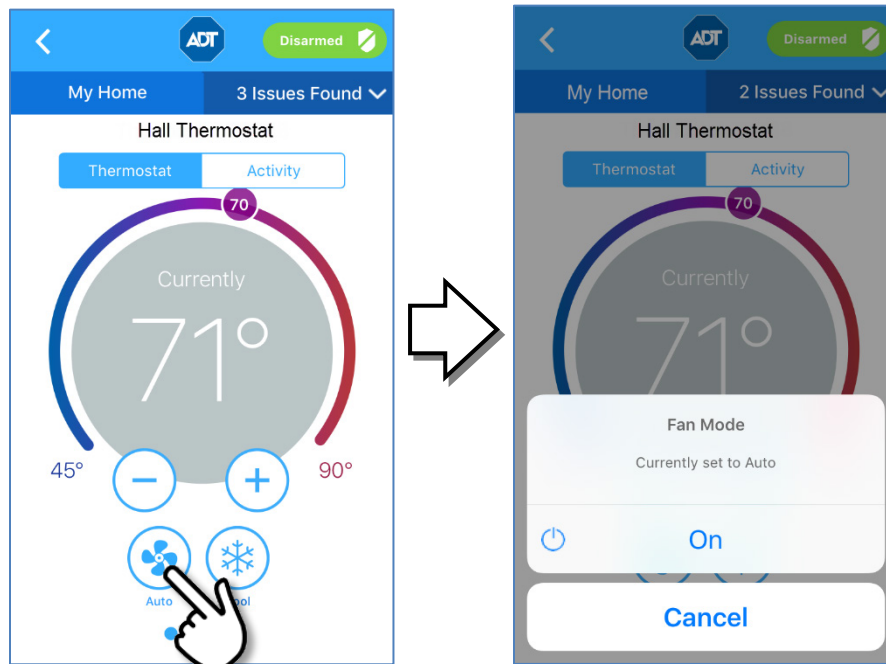 ADT
Disarmed
My Home
3 Issues Found
Hall Thermostat
Thermostat
Activity
70
Currently
71°
45°
90°
Auto
ool
ADT
Disarmed
My Home
2 Issues Found
Hall Thermostat
Thermostat
Activity
70
Currently
71°
Fan Mode
Currently set to Auto
On
Cancel